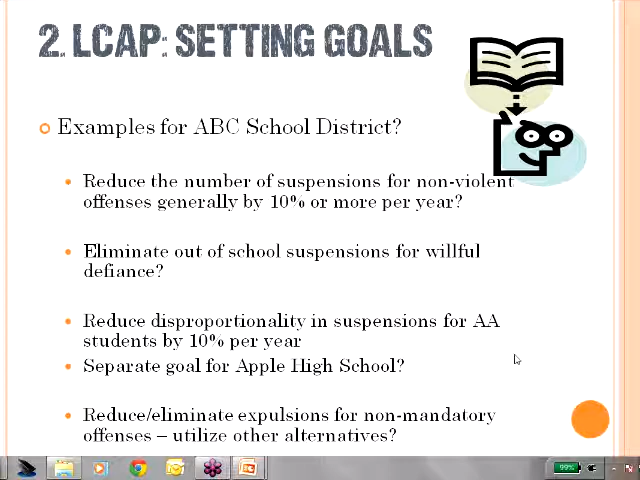 2. LCAP: SETTING GOALS
Examples for ABC School District?
Reduce the number of suspensions for non-violent
offenses generally by 10% or more per year?
Eliminate out of school suspensions for willful
defiance?
Reduce disproportionality in suspensions for AA
students by 10% per year
Separate goal for Apple High School?
Reduce/eliminate expulsions for non-mandatory
offenses – utilize other alternatives?
99%